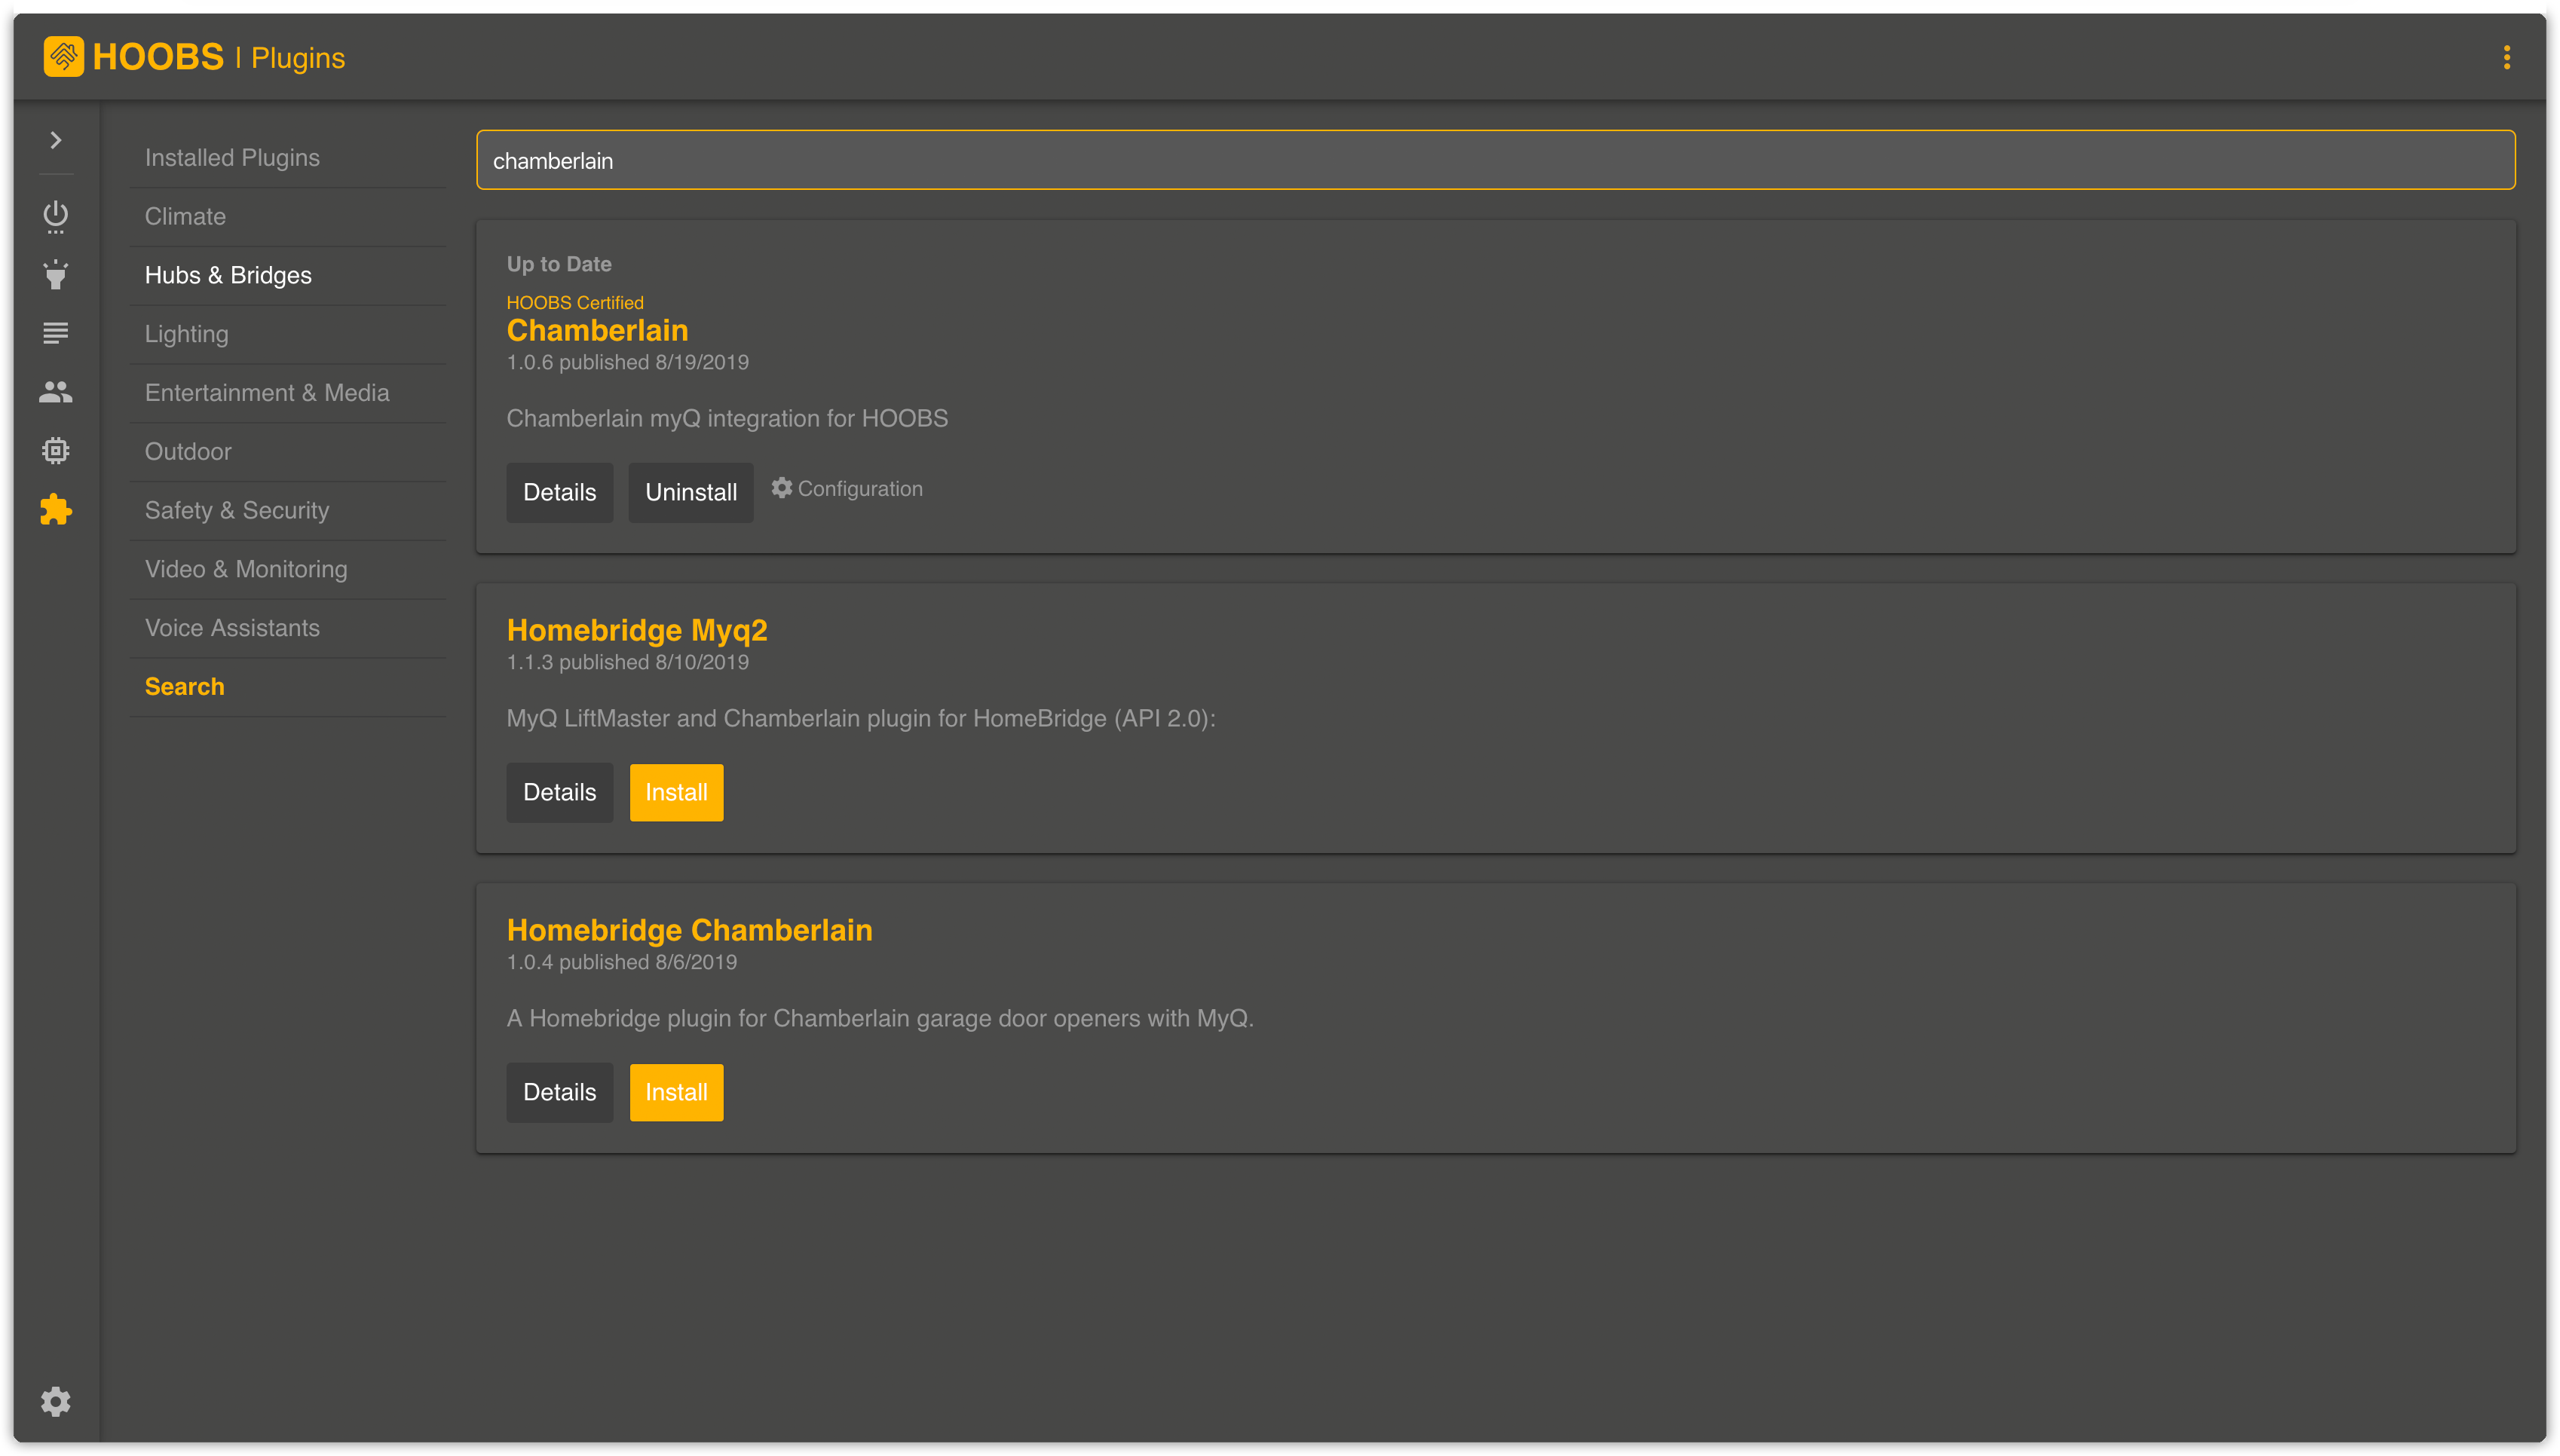 HOOBS | Plugins
Installed Plugins
Climate
Hubs & Bridges
Lighting
Entertainment & Media
Outdoor
Safety & Security
Video & Monitoring
Voice Assistants
Search
chamberlain
Up to Date
HOOBS Certified
Chamberlain
1.0.6 published 8/19/2019
Chamberlain myQ integration for HOOBS
Details Uninstall Configuration
Homebridge Myq2
1.1.3 published 8/10/2019
MyQ LiftMaster and Chamberlain plugin for HomeBridge (API 2.0):
Details Install
Homebridge Chamberlain
1.0.4 published 8/6/2019
A Homebridge plugin for Chamberlain garage door openers with MyQ.
Details Install